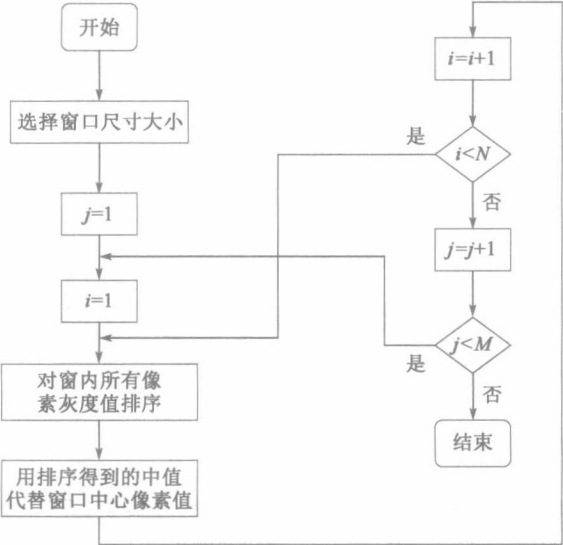 开始
选择窗口尺寸大小
j=1
i=1
对窗内所有像
素灰度值排序
用排序得到的中值
代替窗口中心像素值
i=i+1
是
i<N
否
j=j+1
j<M
是
否
结束